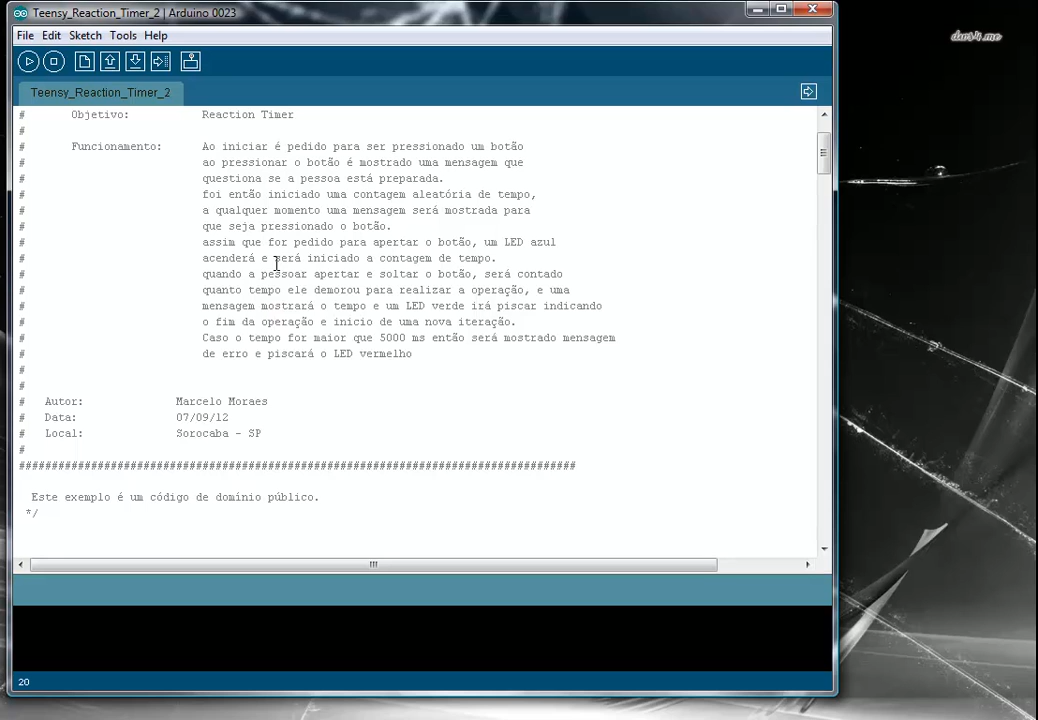 Teensy_Reaction_Timer_2 | Arduino 0023
File Edit Sketch Tools Help
Teensy_Reaction_Timer_2
# Objetivo: Reaction Timer
#
# Funcionamento: Ao iniciar é pedido para ser pressionado um botão
# ao pressionar o botão é mostrado uma mensagem que
# questiona se a pessoa está preparada.
# foi então iniciado uma contagem aleatória de tempo,
# a qualquer momento uma mensagem será mostrada para
# que seja pressionado o botão.
# assim que for pedido para apertar o botão, um LED azul
# acenderá e será iniciado a contagem de tempo.
# quando a pessoar apertar e soltar o botão, será contado
# quanto tempo ele demorou para realizar a operação, e uma
# mensagem mostrará o tempo e um LED verde irá piscar indicando
# o fim da operação e inicio de uma nova iteração.
# Caso o tempo for maior que 5000 ms então será mostrado mensagem
# de erro e piscará o LED vermelho
#
#
# Autor: Marcelo Moraes
# Data: 07/09/12
# Local: Sorocaba - SP
#
#####################################################################################
Este exemplo é um código de domínio público.
*/
20